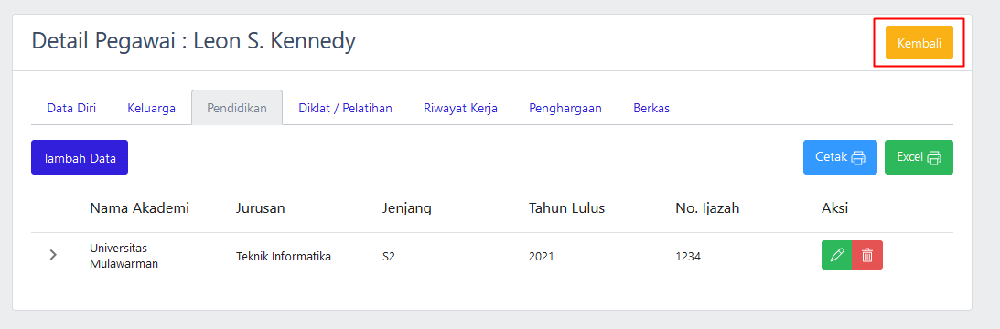 Detail Pegawai : Leon S. Kennedy
Kembali
Data Diri Keluarga Pendidikan Diklat / Pelatihan Riwayat Kerja Penghargaan Berkas
Tambah Data
Cetak Excel
Nama Akademi Jurusan Jenjang Tahun Lulus No. Ijazah Aksi
Universitas
Mulawarman Teknik Informatika S2 2021 1234